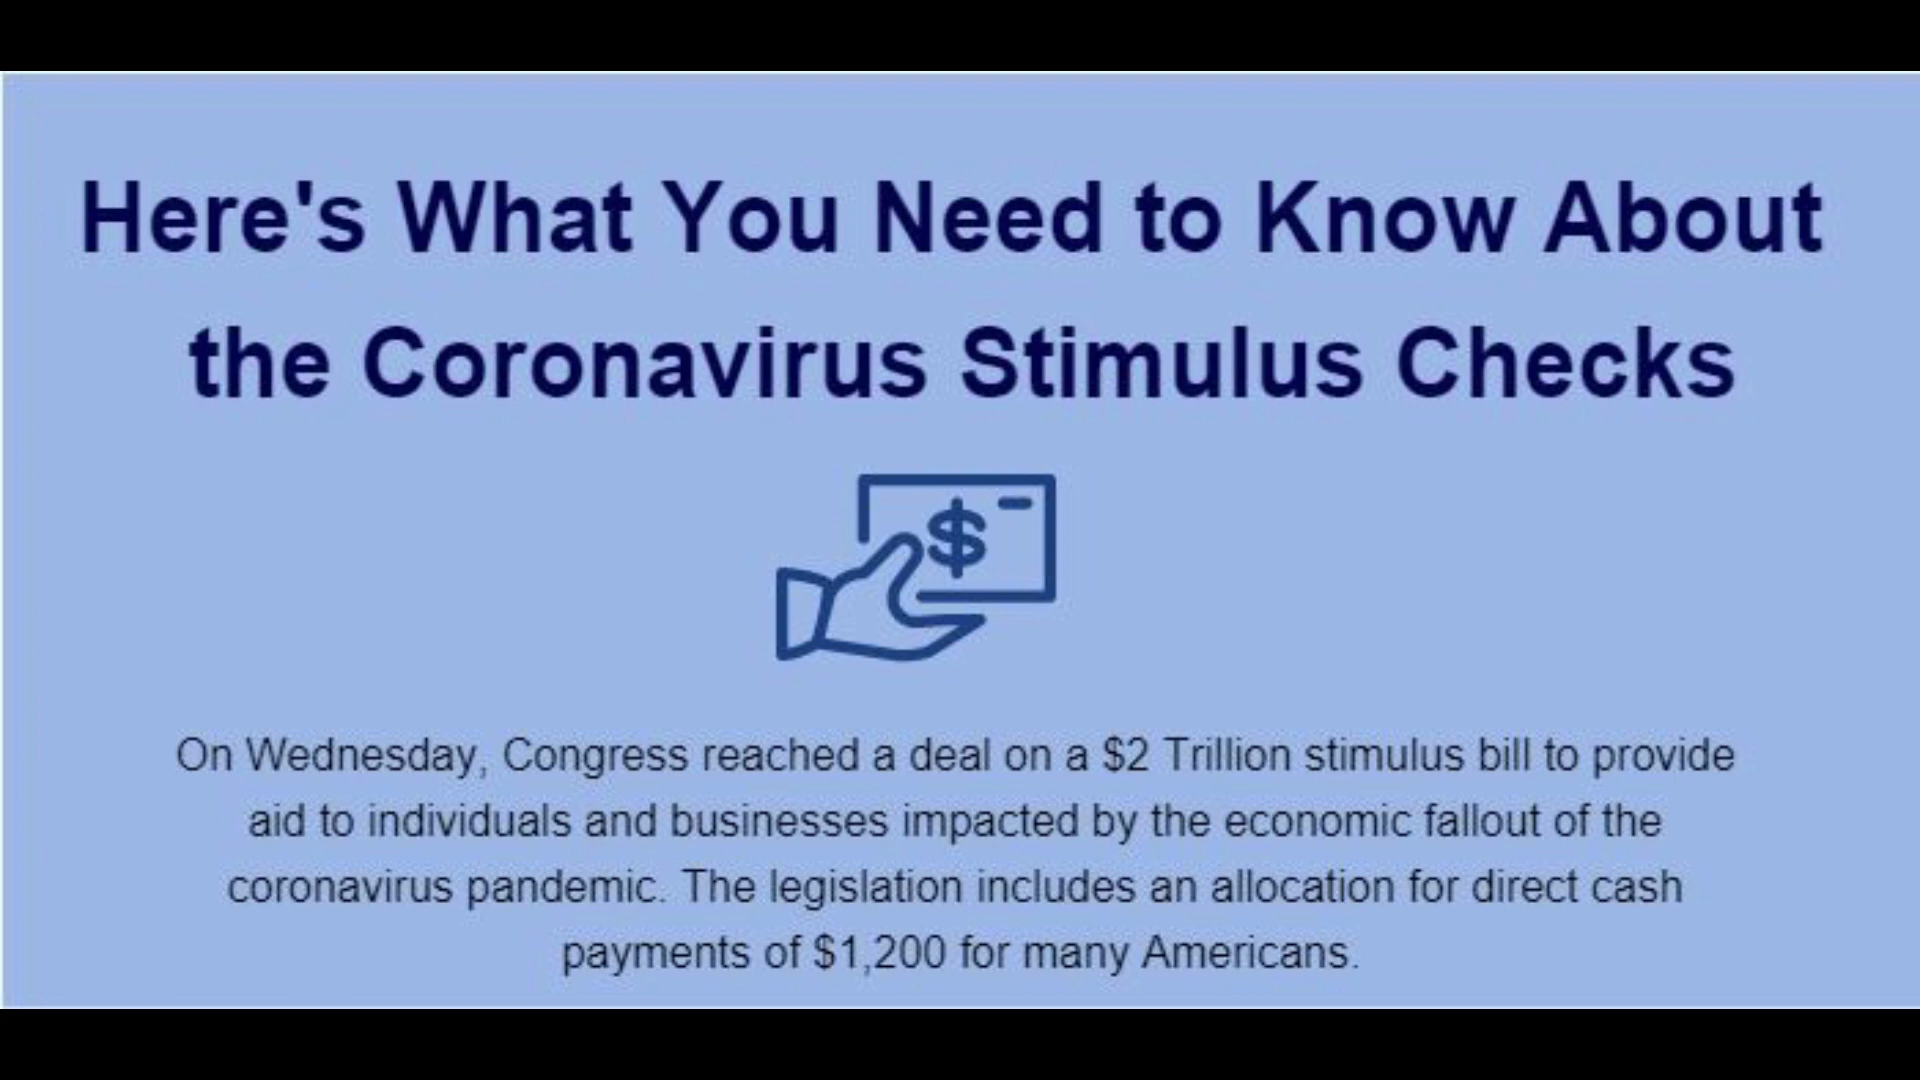 Here's What You Need to Know About
the Coronavirus Stimulus Checks
$
On Wednesday, Congress reached a deal on a $2 Trillion stimulus bill to provide
aid to individuals and businesses impacted by the economic fallout of the
coronavirus pandemic. The legislation includes an allocation for direct cash
payments of $1,200 for many Americans.